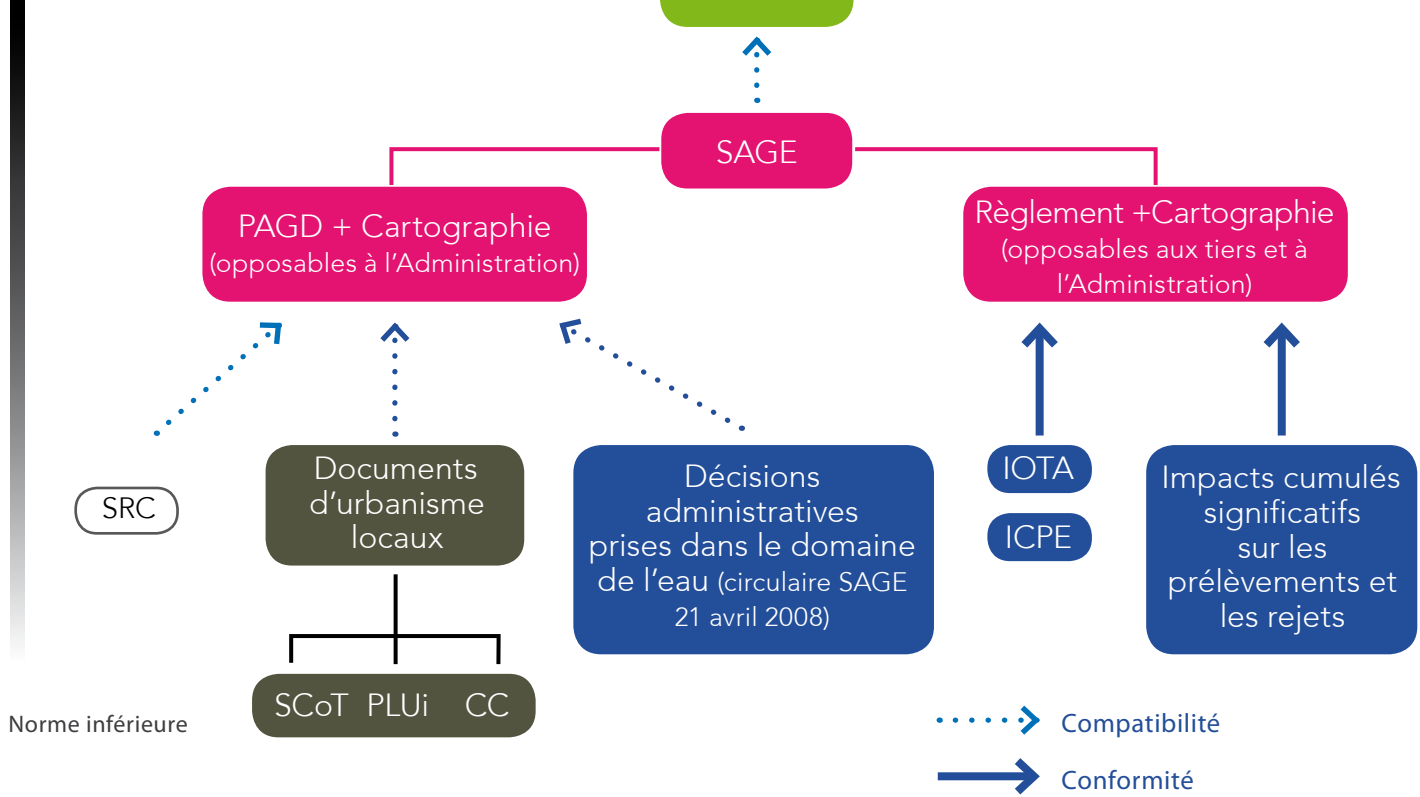 SAGE
PAGD + Cartographie
(opposables à l'Administration)
Règlement +Cartographie
(opposables aux tiers et à
l'Administration)
SRC
Documents
d'urbanisme
locaux
Décisions
administratives
prises dans le domaine
de l'eau (circulaire SAGE
21 avril 2008)
IOTA
ICPE
Impacts cumulés
significatifs
sur les
prélèvements et
les rejets
SCoT PLUi CC
Norme inférieure
Compatibilité
Conformité